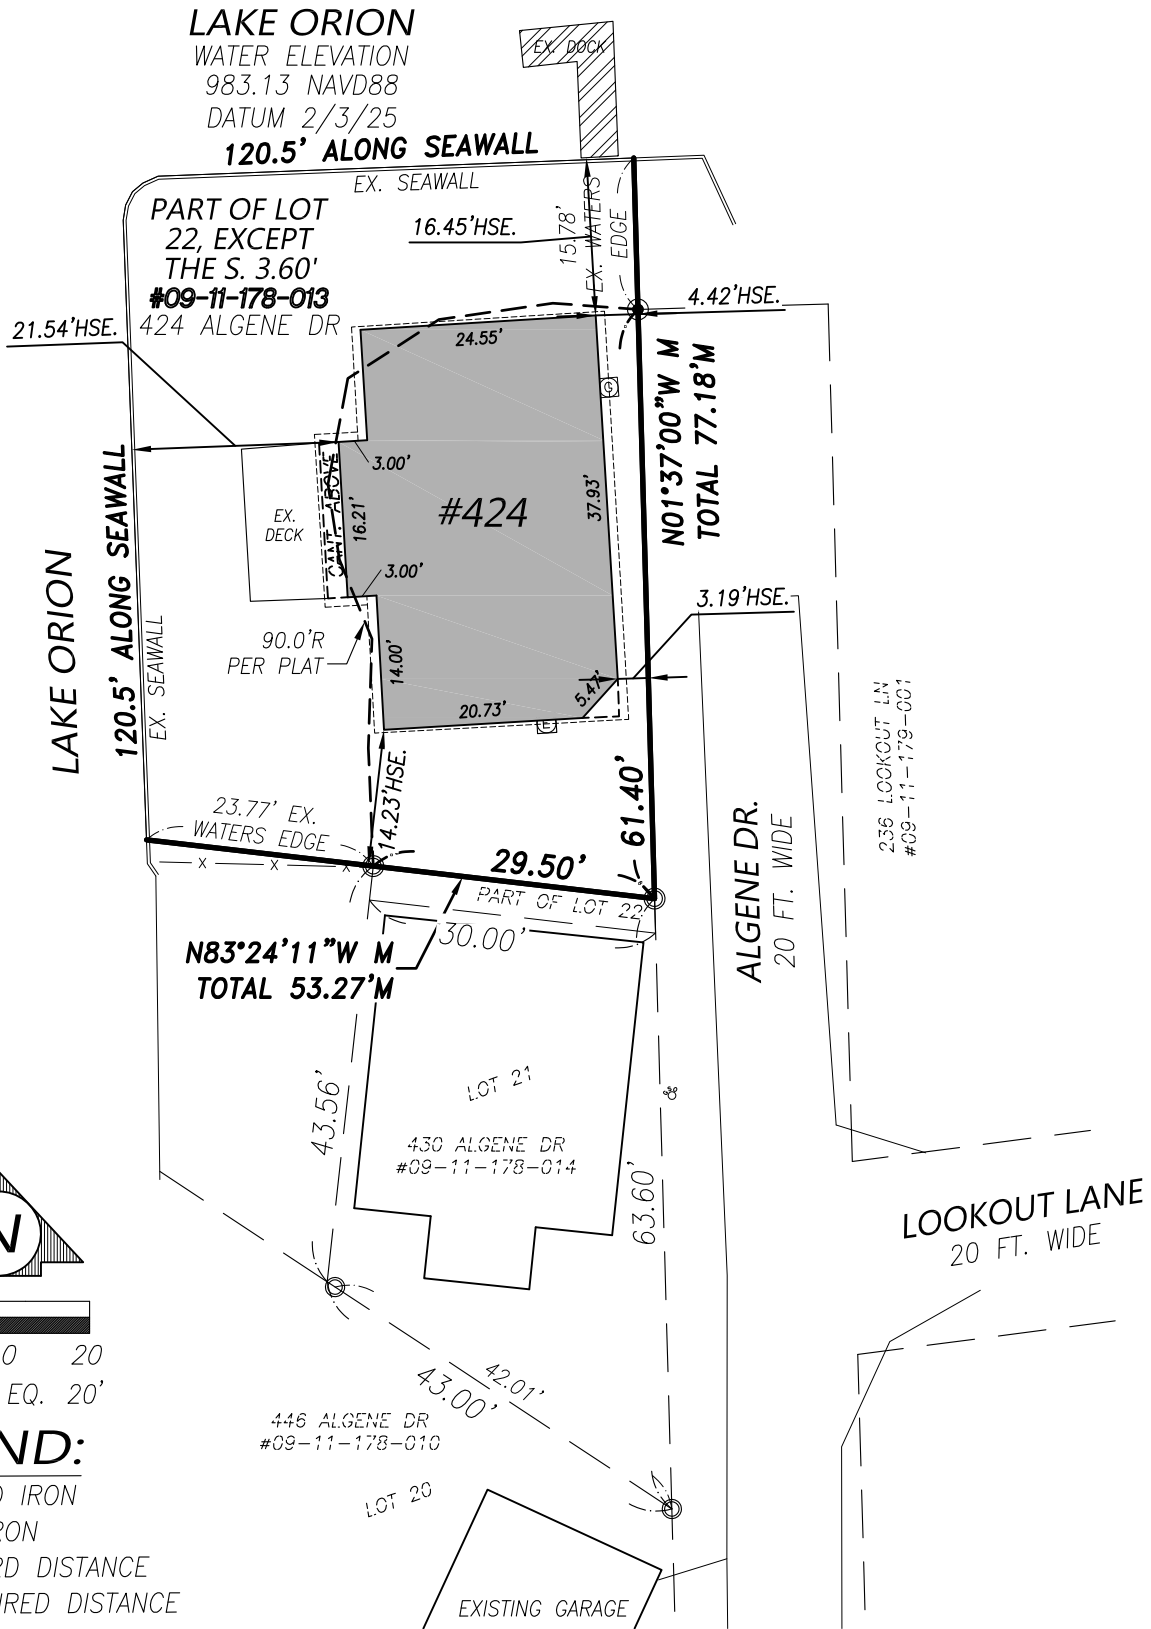 LAKE ORION
WATER ELEVATION
983.13 NAVD88
DATUM 2/3/25
120.5' ALONG SEAWALL
EX. DOCK
EX. SEAWALL
PART OF LOT
22, EXCEPT
THE S. 3.60'
#09-11-178-013
424 ALGENE DR
16.45'HSE.
15.78'
EX. WATERS
EDGE
4.42'HSE.
21.54'HSE.
24.55'
G
N01°37'00"W M
TOTAL 77.18'M
3.00'
CANT. ABOVE
16.21'
#424
37.93'
EX.
DECK
3.00'
LAKE ORION
120.5' ALONG SEAWALL
EX. SEAWALL
90.0'R
PER PLAT
14.00'
3.19'HSE.
5.47'
20.73'
E
14.23'HSE.
61.40'
236 LOOKOUT LN
#09-11-179-001
ALGENE DR.
20 FT. WIDE
23.77' EX.
WATERS EDGE
X X X
29.50'
PART OF LOT 22
30.00'
N83°24'11"W M
TOTAL 53.27'M
43.56'
LOT 21
430 ALGENE DR
#09-11-178-014
63.60'
LOOKOUT LANE
20 FT. WIDE
N
0 20
EQ. 20'
ND:
D IRON
RON
RD DISTANCE
URED DISTANCE
42.01'
43.00'
446 ALGENE DR
#09-11-178-010
LOT 20
EXISTING GARAGE